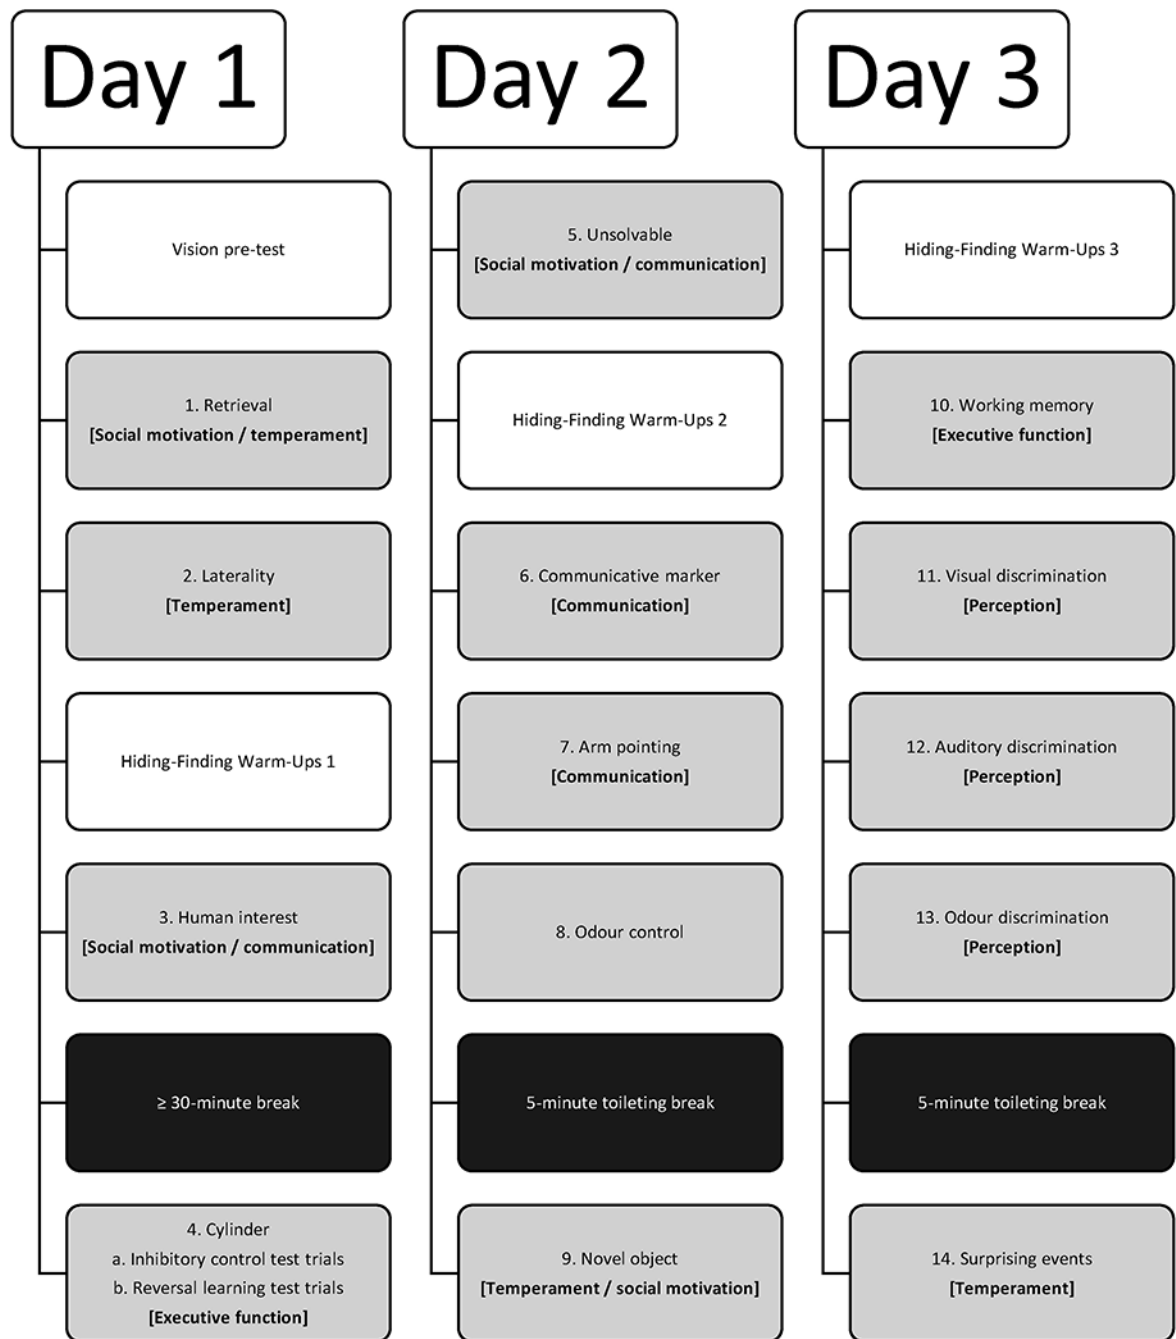 Day 1
Vision pre-test
1. Retrieval
[Social motivation / temperament]
2. Laterality
[Temperament]
Hiding-Finding Warm-Ups 1
3. Human interest
[Social motivation / communication]
≥ 30-minute break
4. Cylinder
a. Inhibitory control test trials
b. Reversal learning test trials
[Executive function]
Day 2
5. Unsolvable
[Social motivation / communication]
Hiding-Finding Warm-Ups 2
6. Communicative marker
[Communication]
7. Arm pointing
[Communication]
8. Odour control
5-minute toileting break
9. Novel object
[Temperament / social motivation]
Day 3
Hiding-Finding Warm-Ups 3
10. Working memory
[Executive function]
11. Visual discrimination
[Perception]
12. Auditory discrimination
[Perception]
13. Odour discrimination
[Perception]
5-minute toileting break
14. Surprising events
[Temperament]